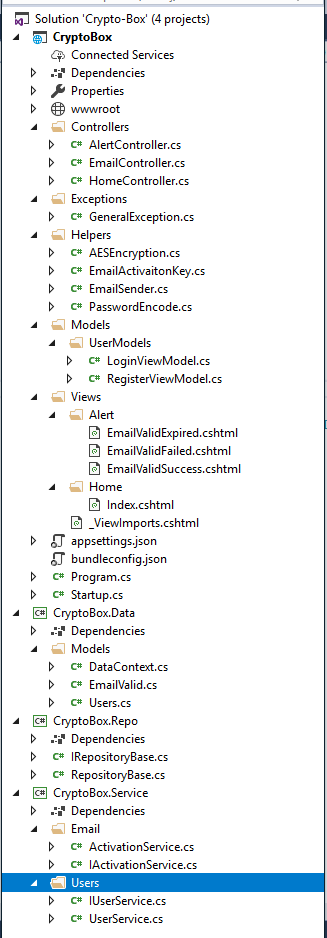 Solution 'Crypto-Box' (4 projects)
CryptoBox
Connected Services
Dependencies
Properties
wwwroot
Controllers
C# AlertController.cs
C# EmailController.cs
C# HomeController.cs
Exceptions
C# GeneralException.cs
Helpers
C# AESEncryption.cs
C# EmailActivaitonKey.cs
C# EmailSender.cs
C# PasswordEncode.cs
Models
UserModels
C# LoginViewModel.cs
C# RegisterViewModel.cs
Views
Alert
EmailValidExpired.cshtml
EmailValidFailed.cshtml
EmailValidSuccess.cshtml
Home
Index.cshtml
_ViewImports.cshtml
appsettings.json
bundleconfig.json
C# Program.cs
C# Startup.cs
C# CryptoBox.Data
Dependencies
Models
C# DataContext.cs
C# EmailValid.cs
C# Users.cs
C# CryptoBox.Repo
Dependencies
C# IRepositoryBase.cs
C# RepositoryBase.cs
C# CryptoBox.Service
Dependencies
Email
C# ActivationService.cs
C# IActivationService.cs
Users
C# IUserService.cs
C# UserService.cs